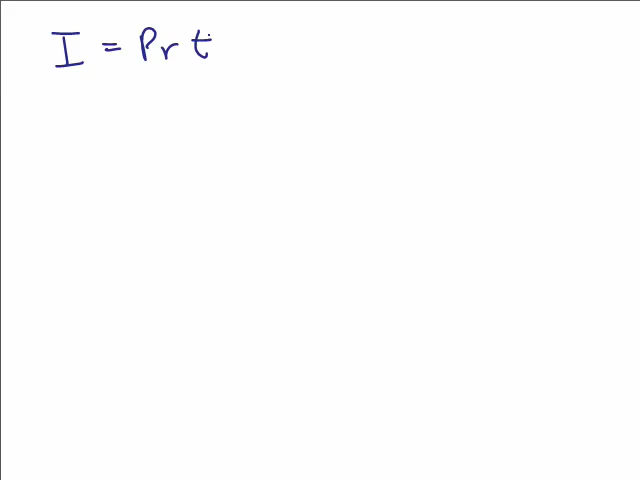 I = Prt